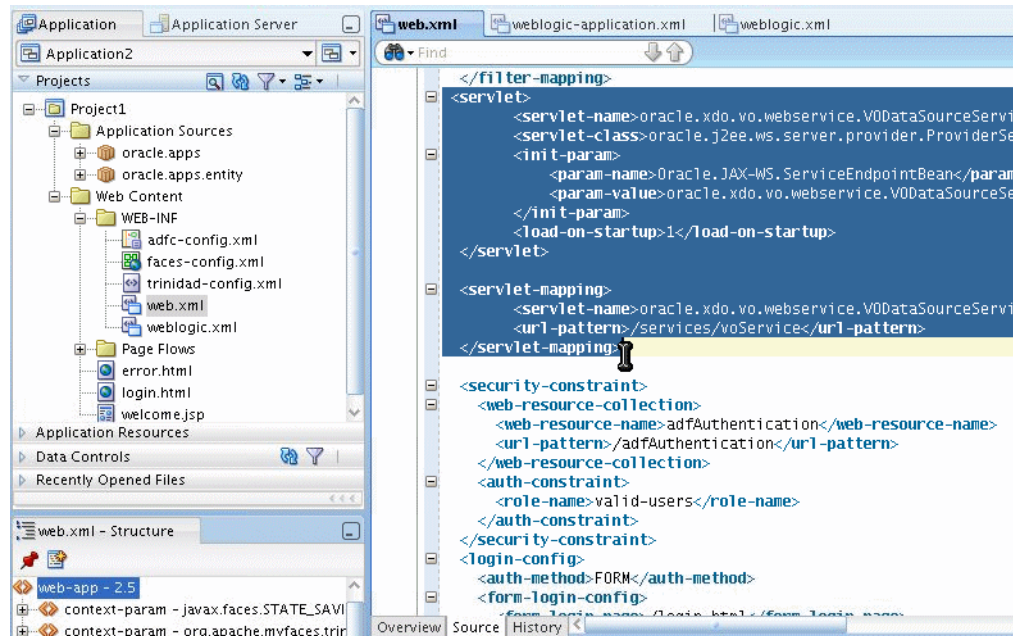 Application
Application Server
Application2
Projects
Project1
Application Sources
oracle.apps
oracle.apps.entity
Web Content
WEB-INF
adfc-config.xml
faces-config.xml
trinidad-config.xml
web.xml
weblogic.xml
Page Flows
error.html
login.html
welcome.jsp
Application Resources
Data Controls
Recently Opened Files
web.xml - Structure
web-app - 2.5
context-param - javax.faces.STATE_SAVI
context-param - org.apache.myfaces.trin
web.xml
weblogic-application.xml
weblogic.xml
Find
</filter-mapping>
<servlet>
<servlet-name>oracle.xdo.vo.webservice.VODataSourceServi
<servlet-class>oracle.j2ee.ws.server.provider.ProviderSe
<init-param>
<param-name>Oracle.JAX-WS.ServiceEndpointBean</param
<param-value>oracle.xdo.vo.webservice.VODataSourceSe
</init-param>
<load-on-startup>1</load-on-startup>
</servlet>
<servlet-mapping>
<servlet-name>oracle.xdo.vo.webservice.VODataSourceServi
<url-pattern>/services/voService</url-pattern>
</servlet-mapping>
<security-constraint>
<web-resource-collection>
<web-resource-name>adfAuthentication</web-resource-name>
<url-pattern>/adfAuthentication</url-pattern>
</web-resource-collection>
<auth-constraint>
<role-name>valid-users</role-name>
</auth-constraint>
</security-constraint>
<login-config>
<auth-method>FORM</auth-method>
<form-login-config>
<form-login-page>/login.html</form-login-page>
Overview Source History